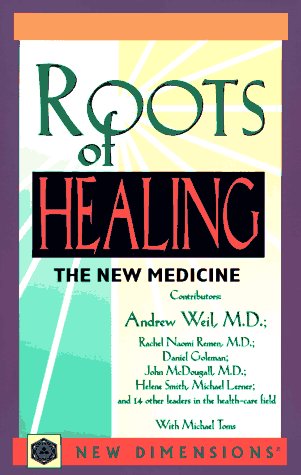 ROOTS
of
HEALING
THE NEW MEDICINE
Contributors:
Andrew Weil, M.D.;
Rachel Naomi Remen, M.D.;
Daniel Goleman;
John McDougall, M.D.;
Helene Smith, Michael Lerner;
and 14 other leaders in the health-care field
With Michael Toms
NEW DIMENSIONS